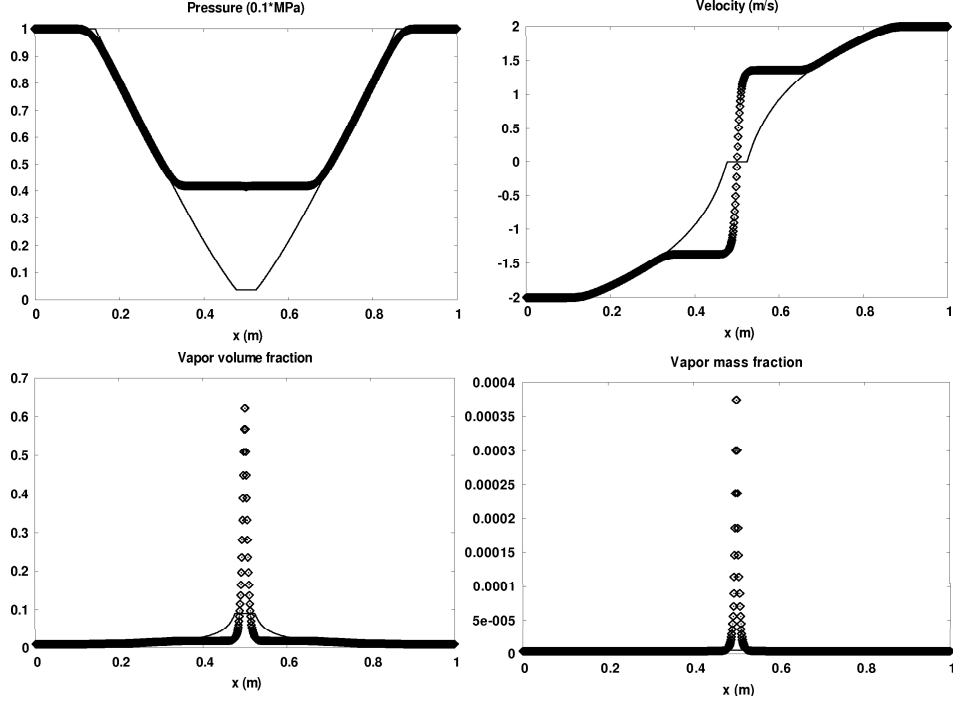 Pressure (0.1*MPa)
1
0.9
0.8
0.7
0.6
0.5
0.4
0.3
0.2
0.1
0
0 0.2 0.4 0.6 0.8 1
x (m)
Velocity (m/s)
2
1.5
1
0.5
0
-0.5
-1
-1.5
-2
0 0.2 0.4 0.6 0.8 1
x (m)
Vapor volume fraction
0.7
0.6
0.5
0.4
0.3
0.2
0.1
0
0 0.2 0.4 0.6 0.8 1
x (m)
Vapor mass fraction
0.0004
0.00035
0.0003
0.00025
0.0002
0.00015
0.0001
5e-005
0
0 0.2 0.4 0.6 0.8 1
x (m)